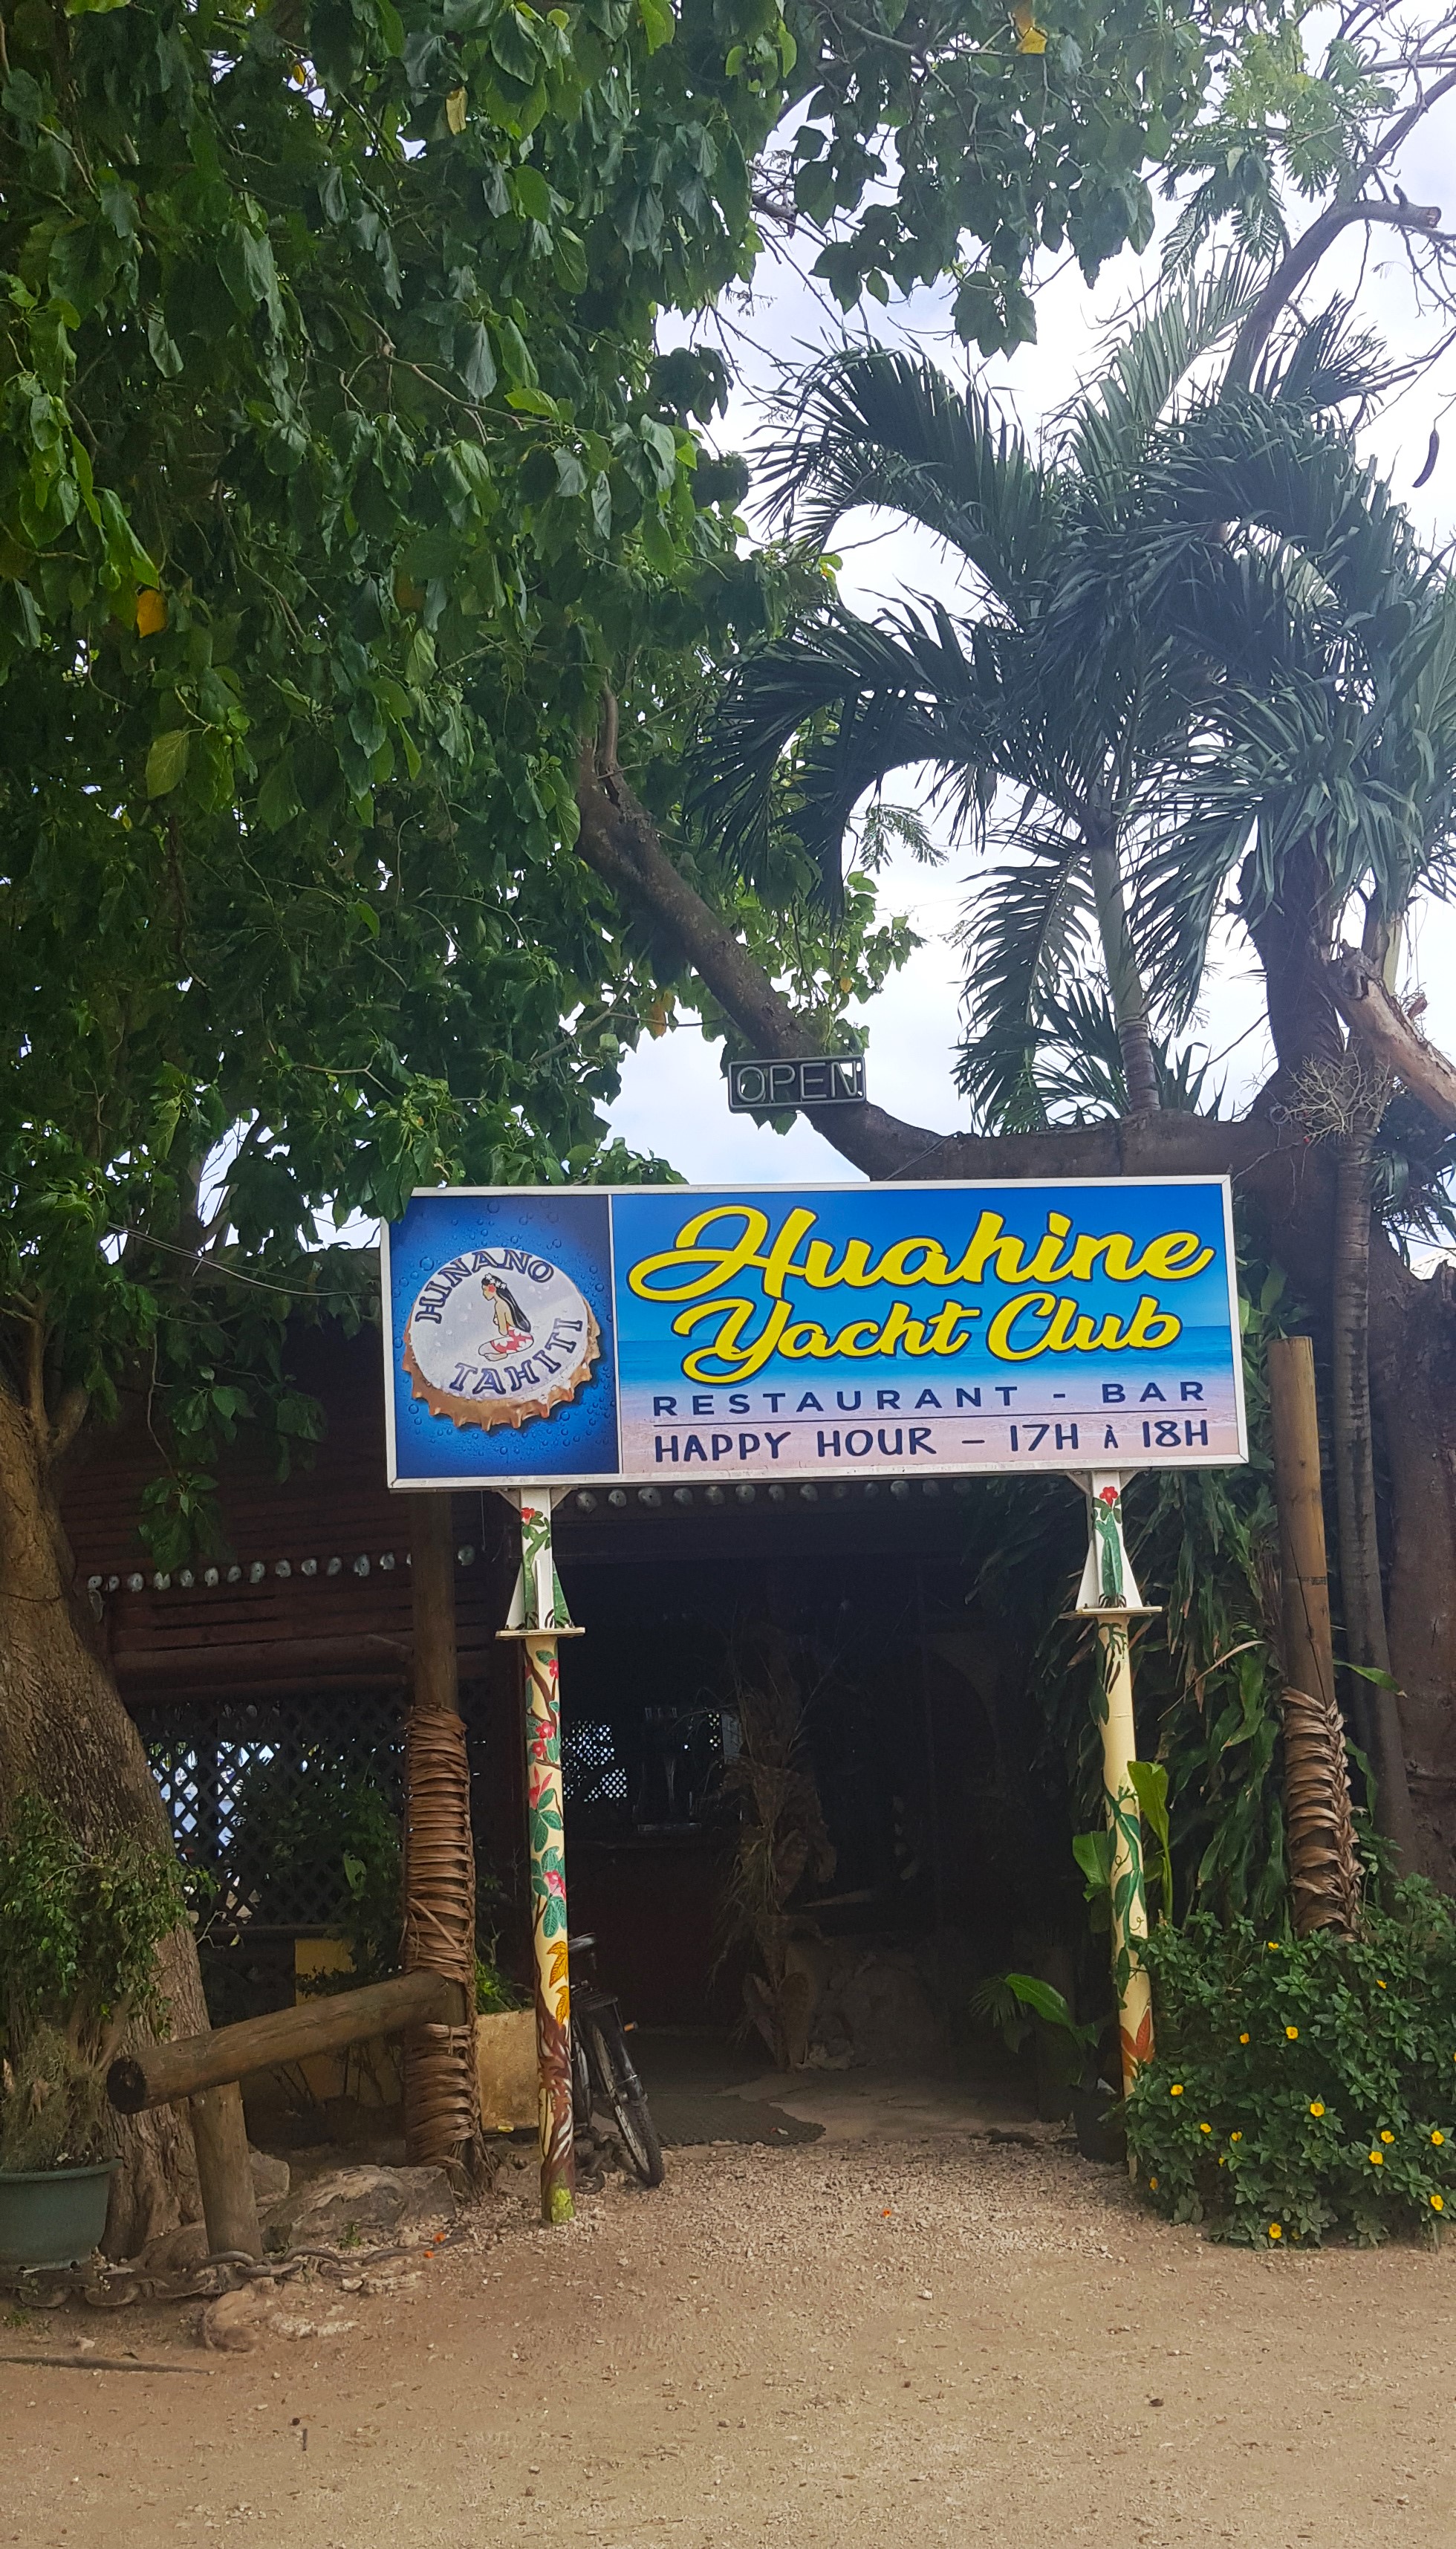 OPEN
HINANO
TAHITI
Huahine
Yacht Club
RESTAURANT - BAR
HAPPY HOUR – 17H À 18H